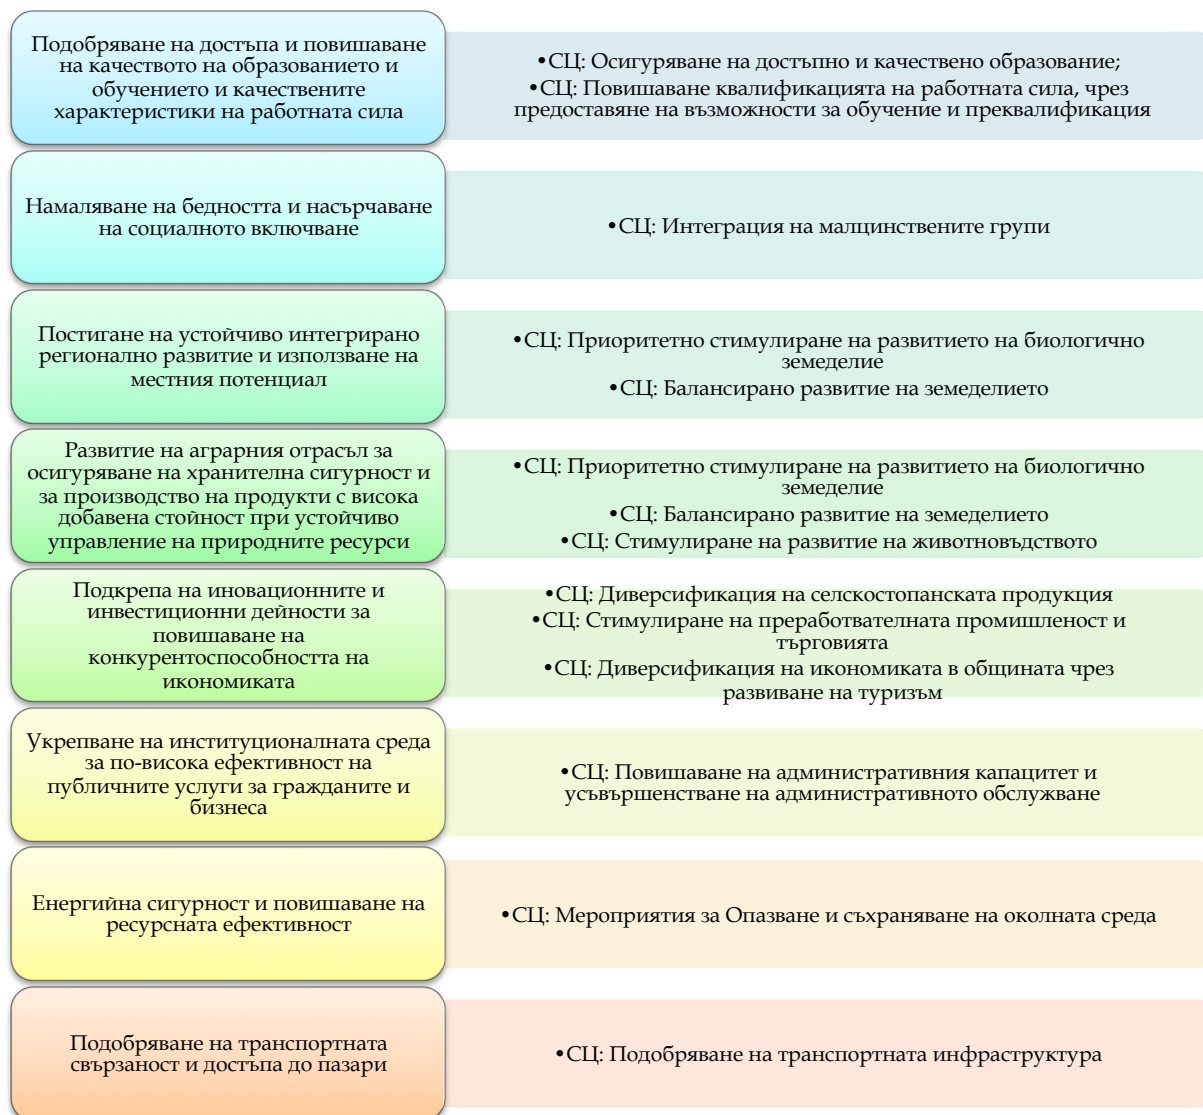 Подобряване на достъпа и повишаване
на качеството на образованието и
обучението и качествените
характеристики на работната сила
•СЦ: Осигуряване на достъпно и качествено образование;
•СЦ: Повишаване квалификацията на работната сила, чрез
предоставяне на възможности за обучение и преквалификация
Намаляване на бедността и насърчаване
на социалното включване
•СЦ: Интеграция на малцинствените групи
Постигане на устойчиво интегрирано
регионално развитие и използване на
местния потенциал
•СЦ: Приоритетно стимулиране на развитието на биологично
земеделие
•СЦ: Балансирано развитие на земеделието
Развитие на аграрния отрасъл за
осигуряване на хранителна сигурност и
за производство на продукти с висока
добавена стойност при устойчиво
управление на природните ресурси
•СЦ: Приоритетно стимулиране на развитието на биологично
земеделие
•СЦ: Балансирано развитие на земеделието
•СЦ: Стимулиране на развитие на животновъдството
Подкрепа на иновационните и
инвестиционни дейности за
повишаване на
конкурентоспособността на
икономиката
•СЦ: Диверсификация на селскостопанската продукция
•СЦ: Стимулиране на преработвателната промишленост и
търговията
•СЦ: Диверсификация на икономиката в общината чрез
развиване на туризъм
Укрепване на институционалната среда
за по-висока ефективност на
публичните услуги за гражданите и
бизнеса
•СЦ: Повишаване на административния капацитет и
усъвършенстване на административното обслужване
Енергийна сигурност и повишаване на
ресурсната ефективност
•СЦ: Мероприятия за Опазване и съхраняване на околната среда
Подобряване на транспортната
свързаност и достъпа до пазари
•СЦ: Подобряване на транспортната инфраструктура